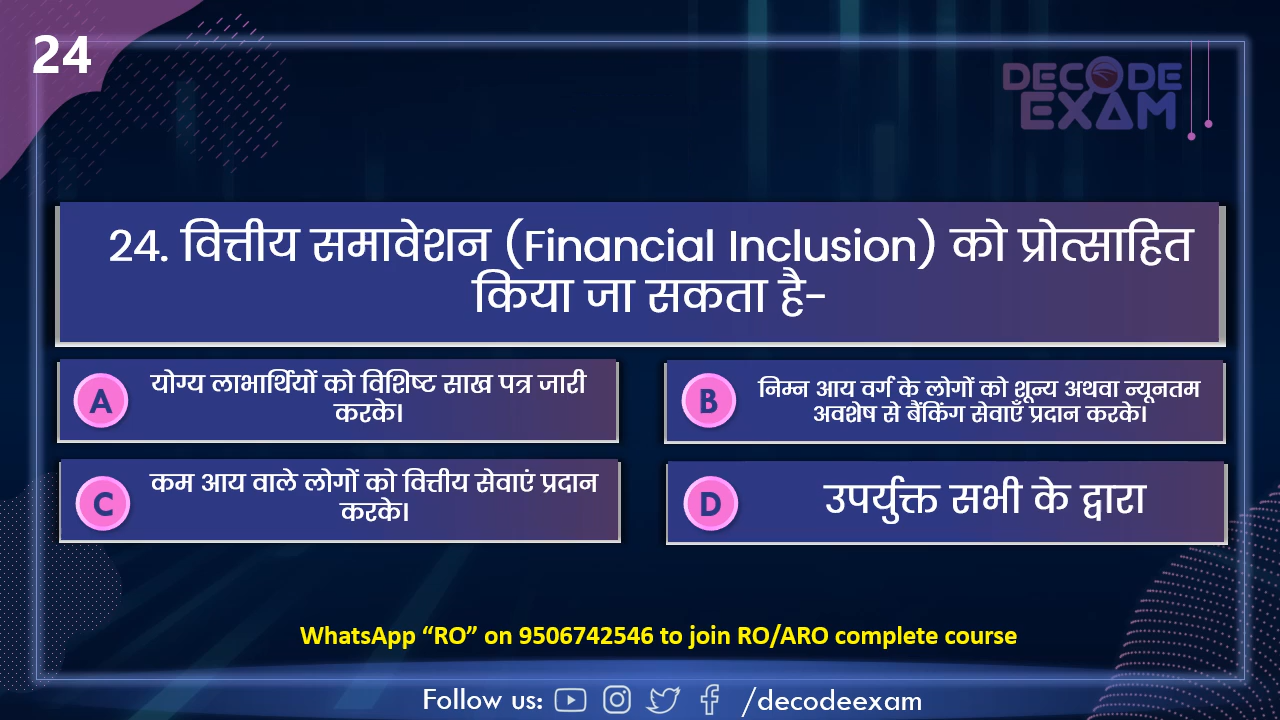 24
DECODE
EXAM
24. वित्तीय समावेशन (Financial Inclusion) को प्रोत्साहित
किया जा सकता है-
A योग्य लाभार्थियों को विशिष्ट साख पत्र जारी
करके।
B निम्न आय वर्ग के लोगों को शून्य अथवा न्यूनतम
अवशेष से बैंकिंग सेवाएँ प्रदान करके।
C कम आय वाले लोगों को वित्तीय सेवाएं प्रदान
करके।
D उपर्युक्त सभी के द्वारा
WhatsApp “RO” on 9506742546 to join RO/ARO complete course
Follow us: /decodeexam